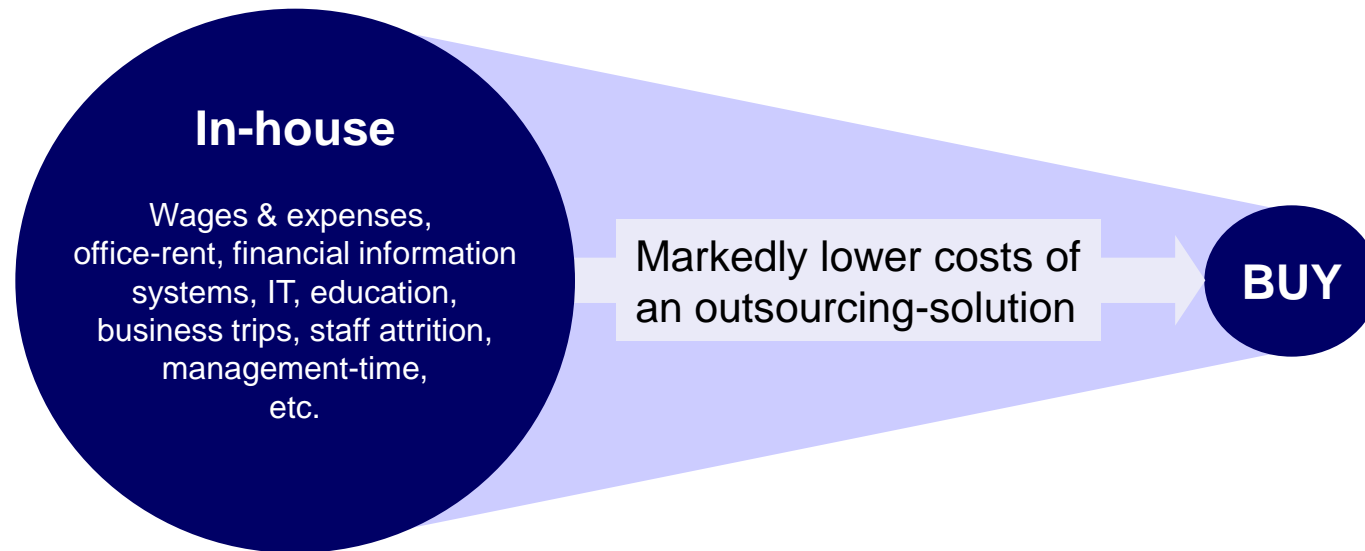 In-house
Wages & expenses,
office-rent, financial information
systems, IT, education,
business trips, staff attrition,
management-time,
etc.
Markedly lower costs of
an outsourcing-solution
BUY